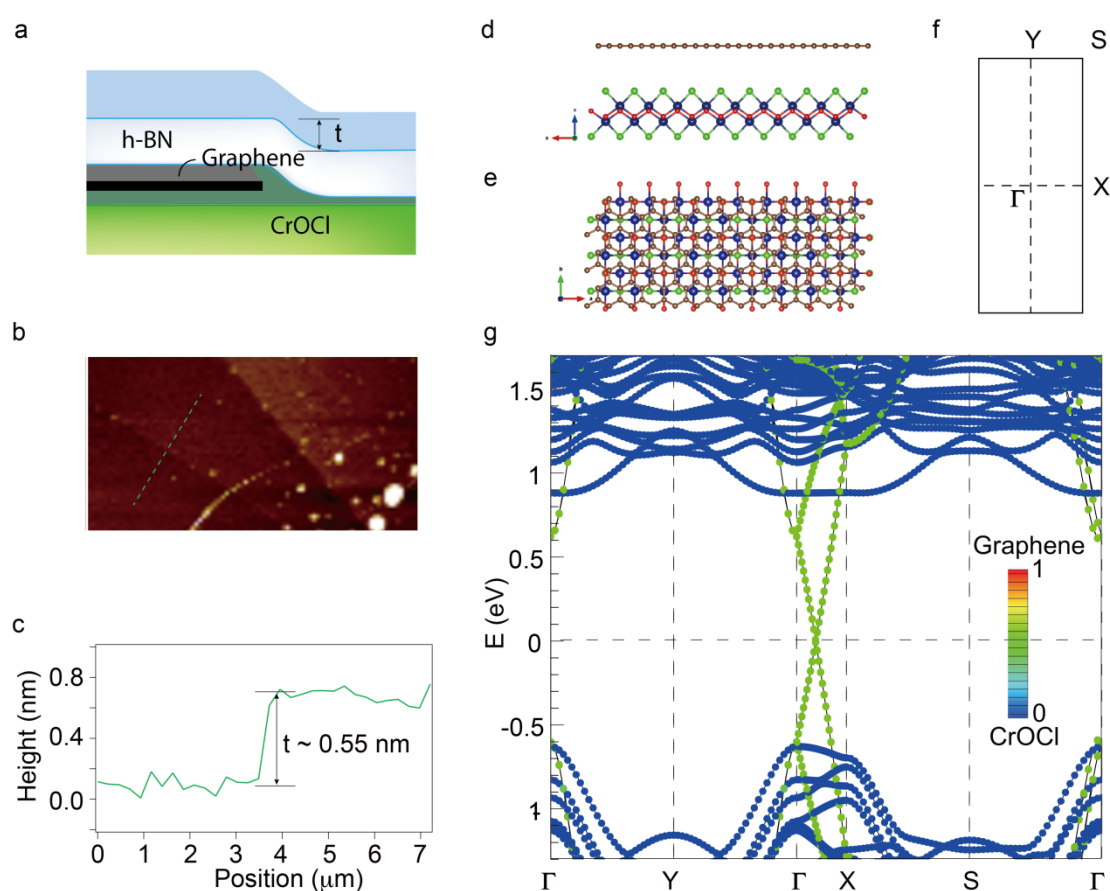 a
t
h-BN
Graphene
CrOCl
b
c
Height (nm)
0.8
0.4
0.0
t ~ 0.55 nm
0 1 2 3 4 5 6 7
Position (μm)
d
e
f
Y S
X
Γ
g
E (eV)
1.5
1
0.5
0
-0.5
1
Graphene
1
0
CrOCl
Γ Y Γ X S Γ